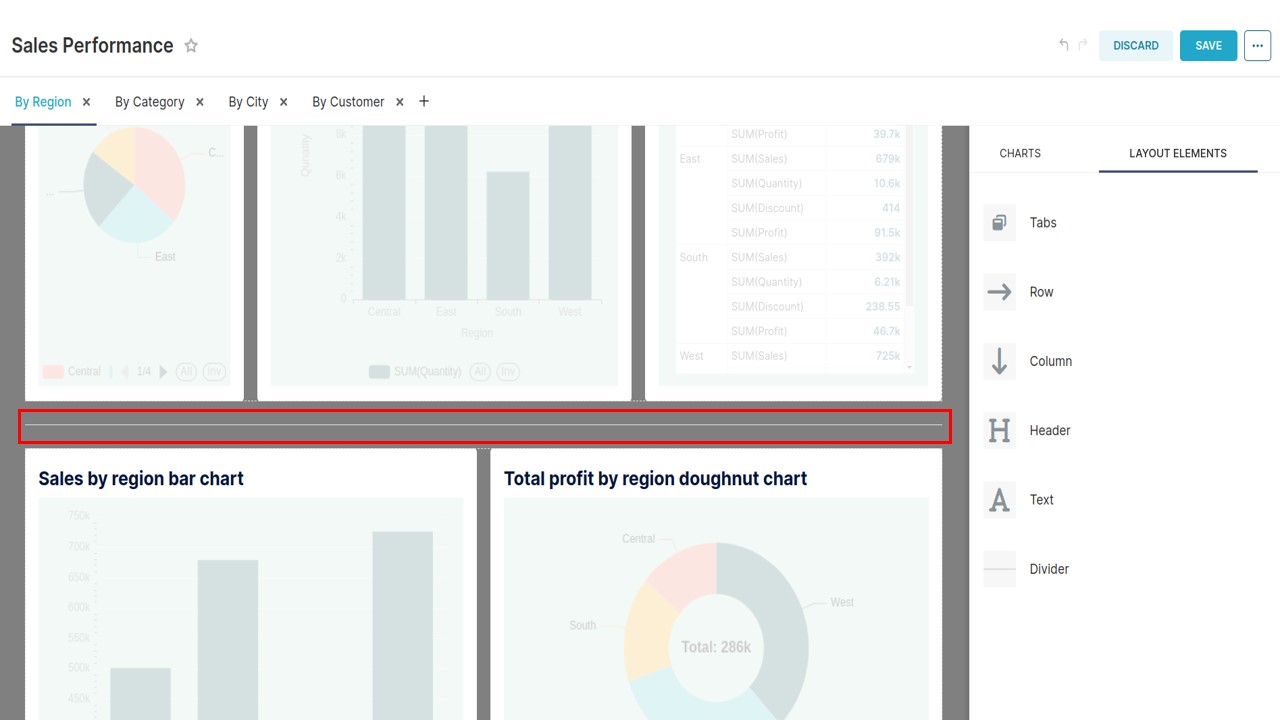 Sales Performance
DISCARD
SAVE
By Region
By Category
By City
By Customer
C...
...
East
Central
1/4
All
Inv
Qunatity
8k
6k
4k
2k
0
Central
East
South
West
Region
SUM(Quantity)
All
Inv
SUM(Profit) 39.7k
East SUM(Sales) 679k
SUM(Quantity) 10.6k
SUM(Discount) 414
SUM(Profit) 91.5k
South SUM(Sales) 392k
SUM(Quantity) 6.21k
SUM(Discount) 238.55
SUM(Profit) 46.7k
West SUM(Sales) 725k
Sales by region bar chart
750k
700k
650k
600k
550k
500k
450k
Total profit by region doughnut chart
Central
West
South
Total: 286k
CHARTS
LAYOUT ELEMENTS
Tabs
Row
Column
H Header
A Text
Divider